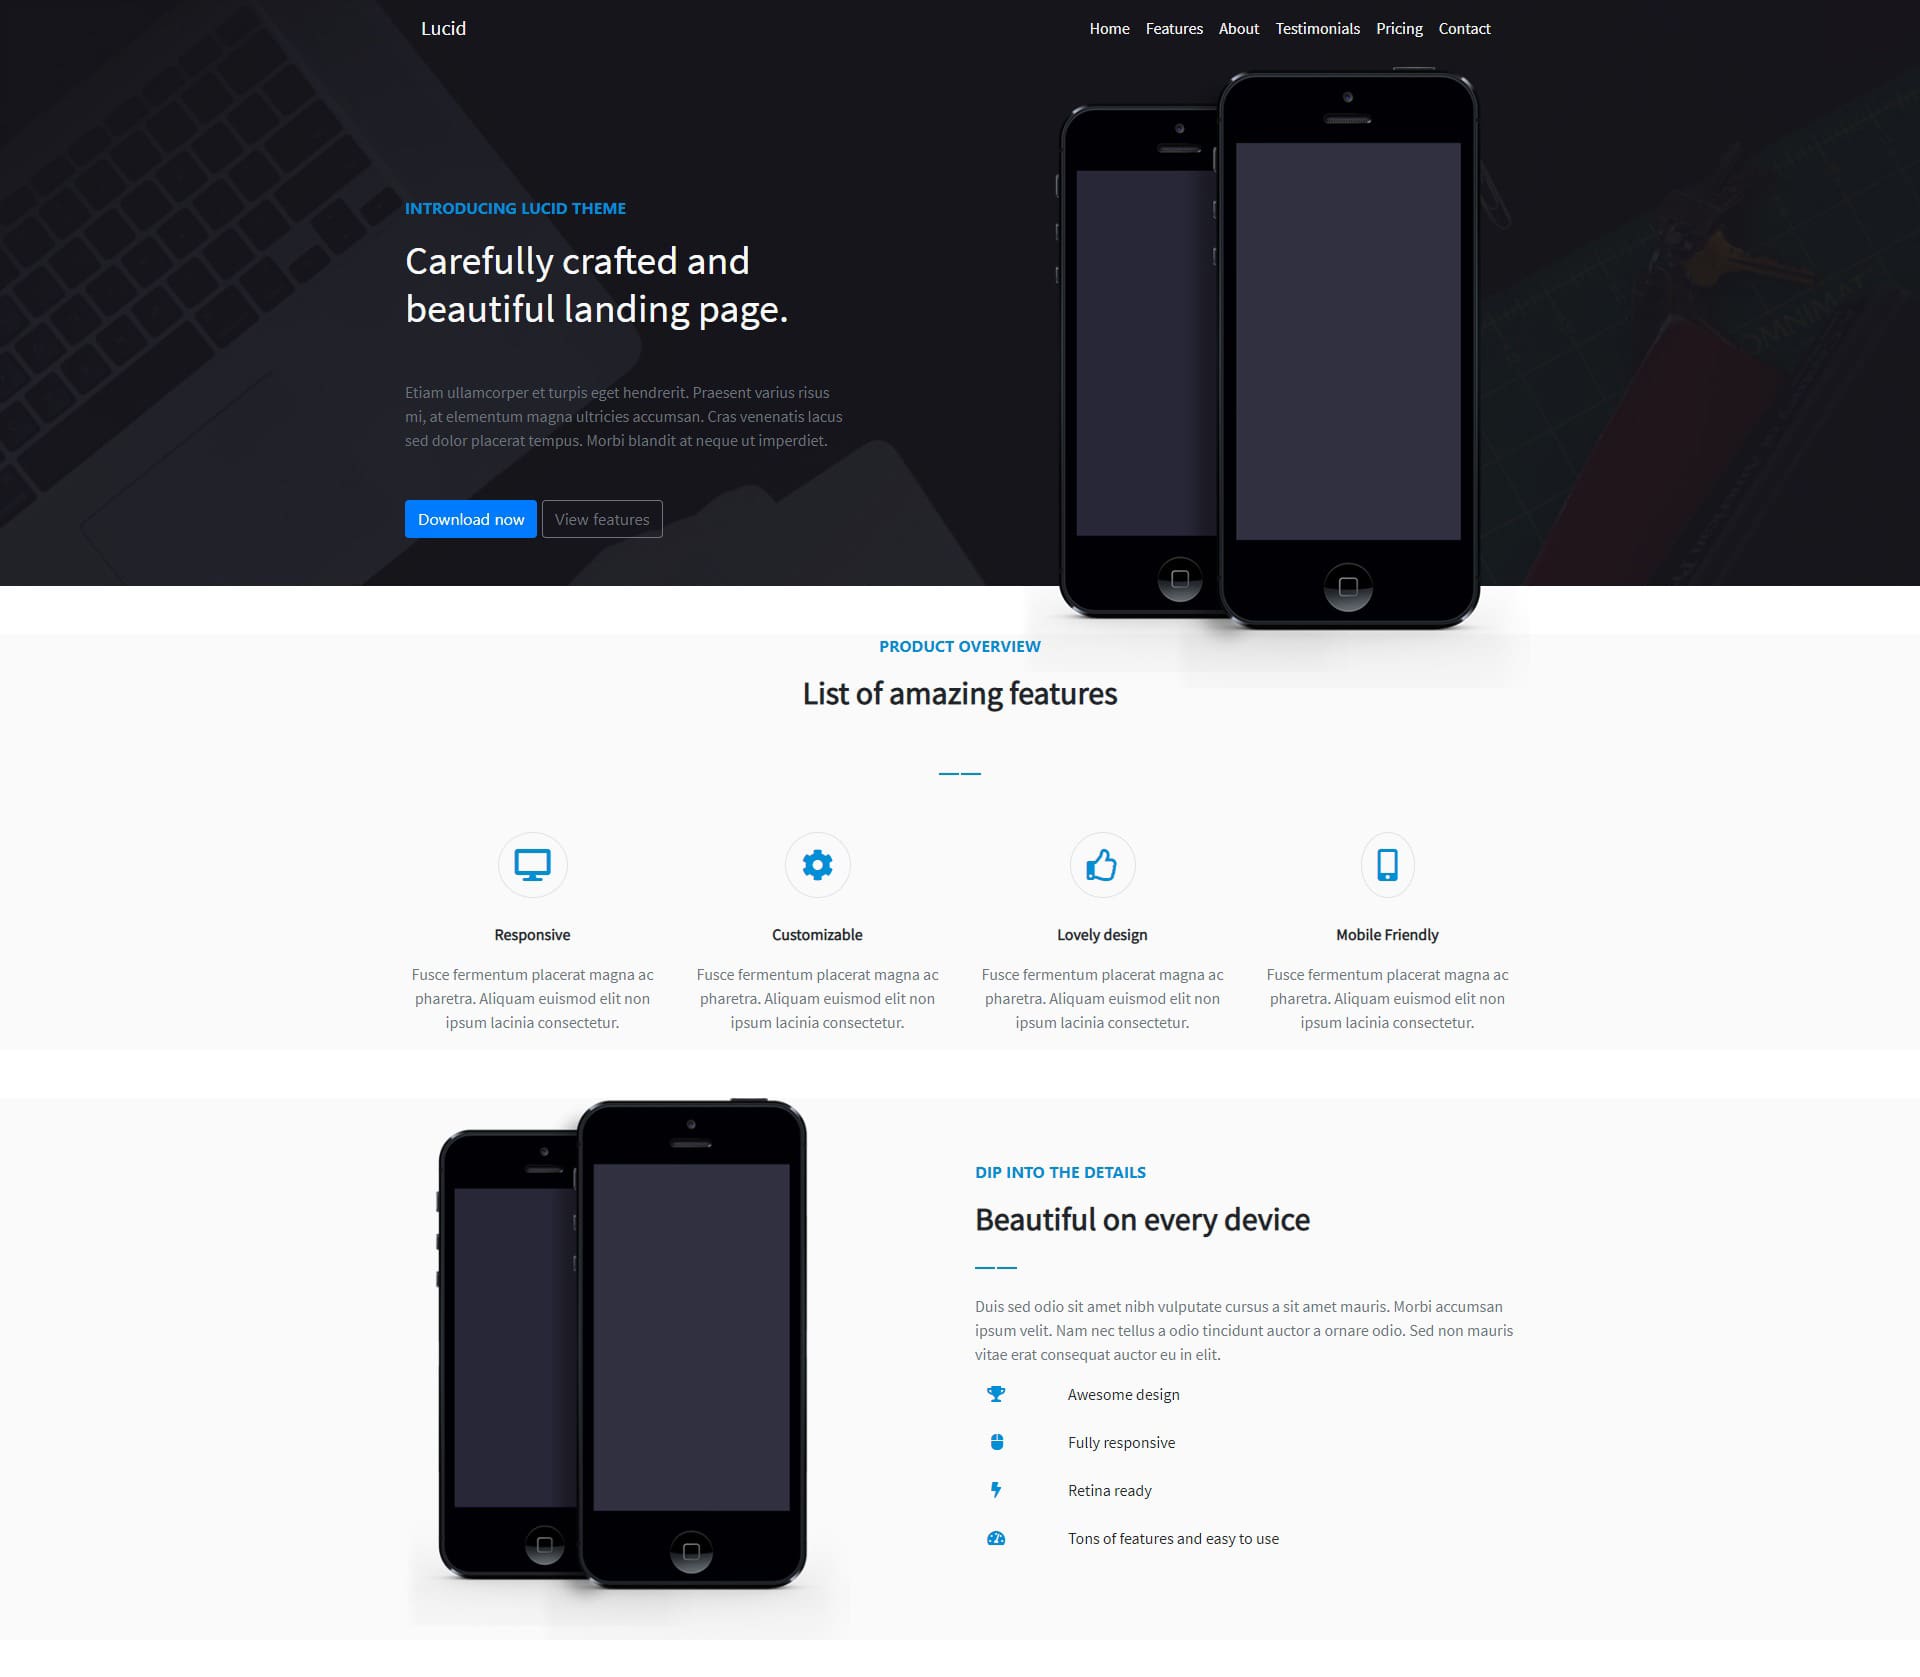 Lucid
Home Features About Testimonials Pricing Contact
INTRODUCING LUCID THEME
Carefully crafted and
beautiful landing page.
Etiam ullamcorper et turpis eget hendrerit. Praesent varius risus
mi, at elementum magna ultricies accumsan. Cras venenatis lacus
sed dolor placerat tempus. Morbi blandit at neque ut imperdiet.
Download now View features
OMNIMAT
PRODUCT OVERVIEW
List of amazing features
Responsive
Fusce fermentum placerat magna ac
pharetra. Aliquam euismod elit non
ipsum lacinia consectetur.
Customizable
Fusce fermentum placerat magna ac
pharetra. Aliquam euismod elit non
ipsum lacinia consectetur.
Lovely design
Fusce fermentum placerat magna ac
pharetra. Aliquam euismod elit non
ipsum lacinia consectetur.
Mobile Friendly
Fusce fermentum placerat magna ac
pharetra. Aliquam euismod elit non
ipsum lacinia consectetur.
DIP INTO THE DETAILS
Beautiful on every device
Duis sed odio sit amet nibh vulputate cursus a sit amet mauris. Morbi accumsan
ipsum velit. Nam nec tellus a odio tincidunt auctor a ornare odio. Sed non mauris
vitae erat consequat auctor eu in elit.
Awesome design
Fully responsive
Retina ready
Tons of features and easy to use